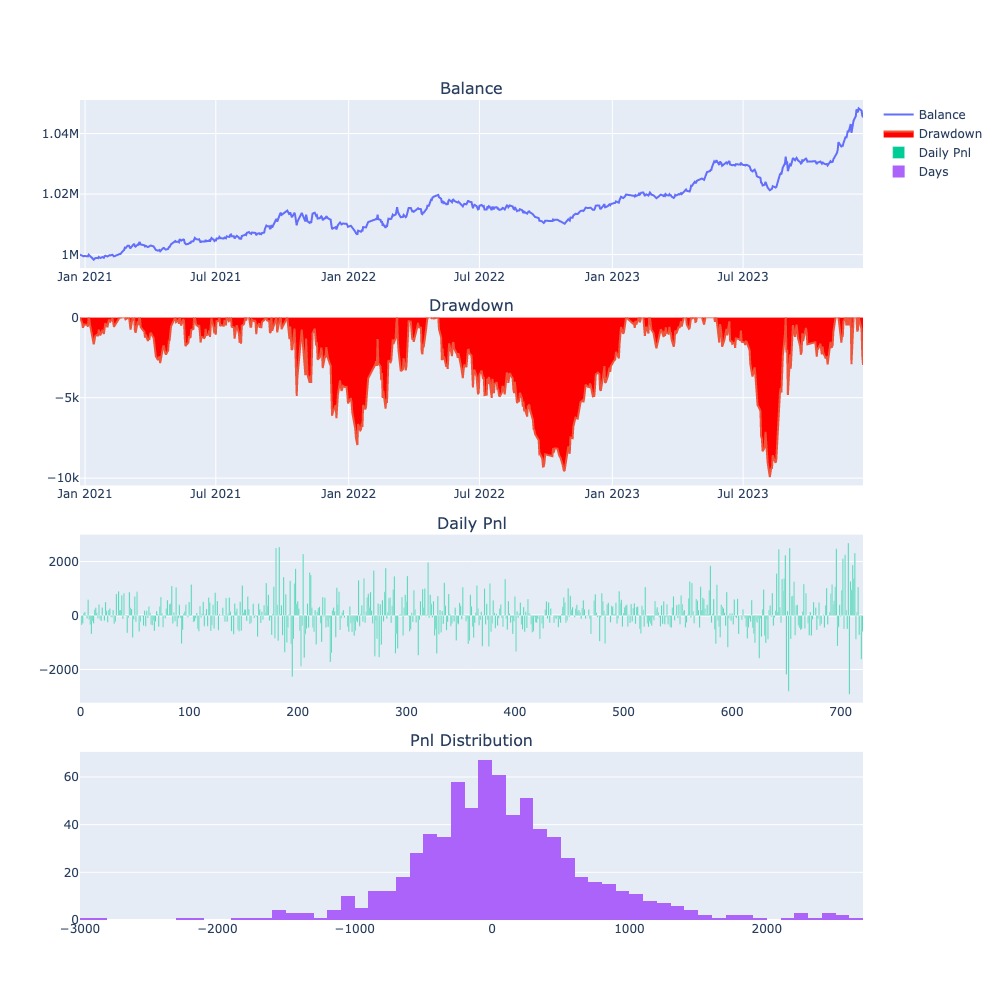 Balance
1.04M
1.02M
1M
Jan 2021 Jul 2021 Jan 2022 Jul 2022 Jan 2023 Jul 2023
Balance
Drawdown
Daily Pnl
Days
Drawdown
0
−5k
−10k
Jan 2021 Jul 2021 Jan 2022 Jul 2022 Jan 2023 Jul 2023
Daily Pnl
2000
0
−2000
0 100 200 300 400 500 600 700
Pnl Distribution
60
40
20
0
−3000 −2000 −1000 0 1000 2000